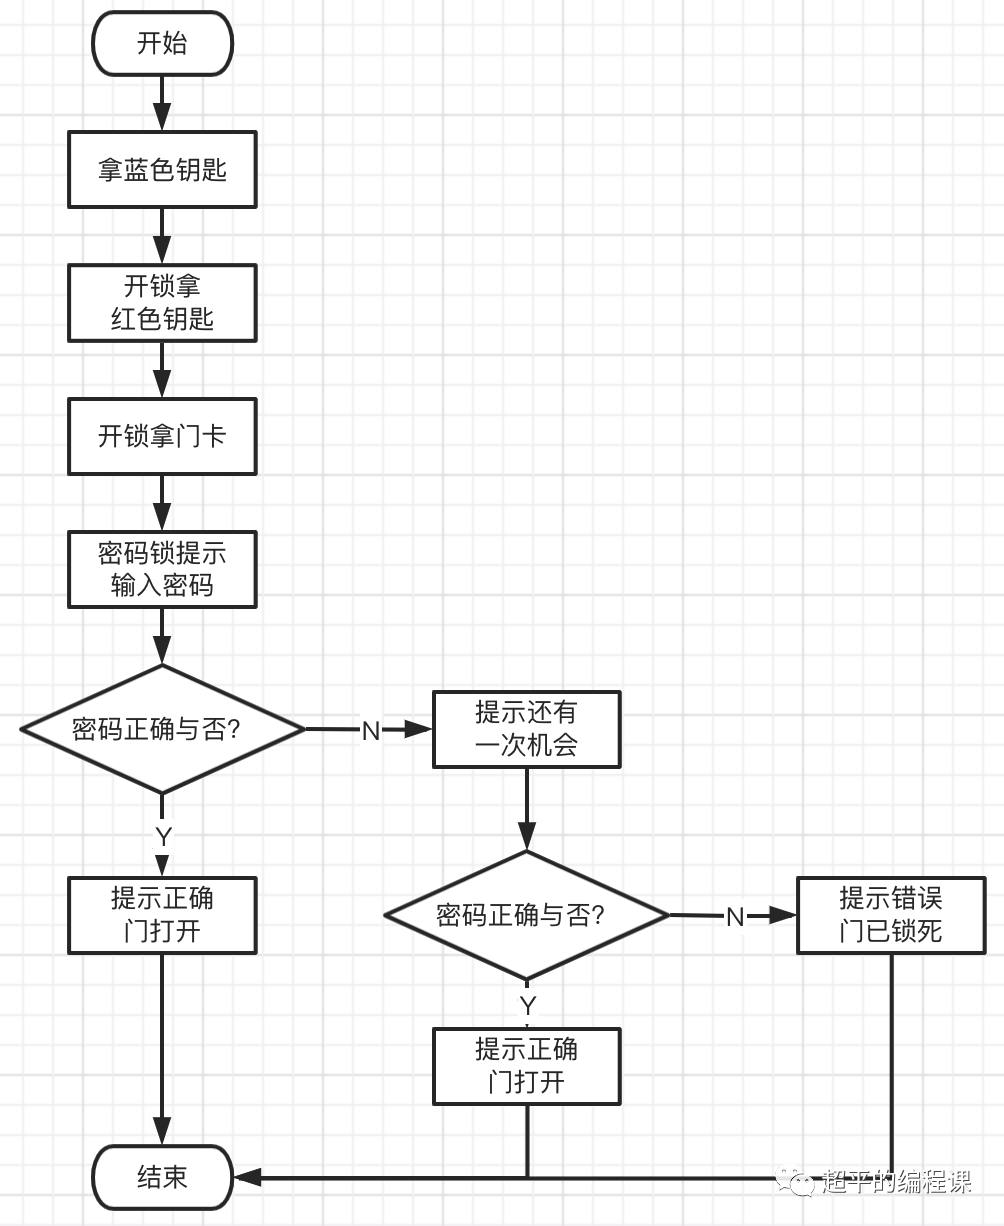 开始
拿蓝色钥匙
开锁拿
红色钥匙
开锁拿门卡
密码锁提示
输入密码
密码正确与否?
N
提示还有
一次机会
Y
提示正确
门打开
密码正确与否?
N
提示错误
门已锁死
Y
提示正确
门打开
结束
超平的编程课